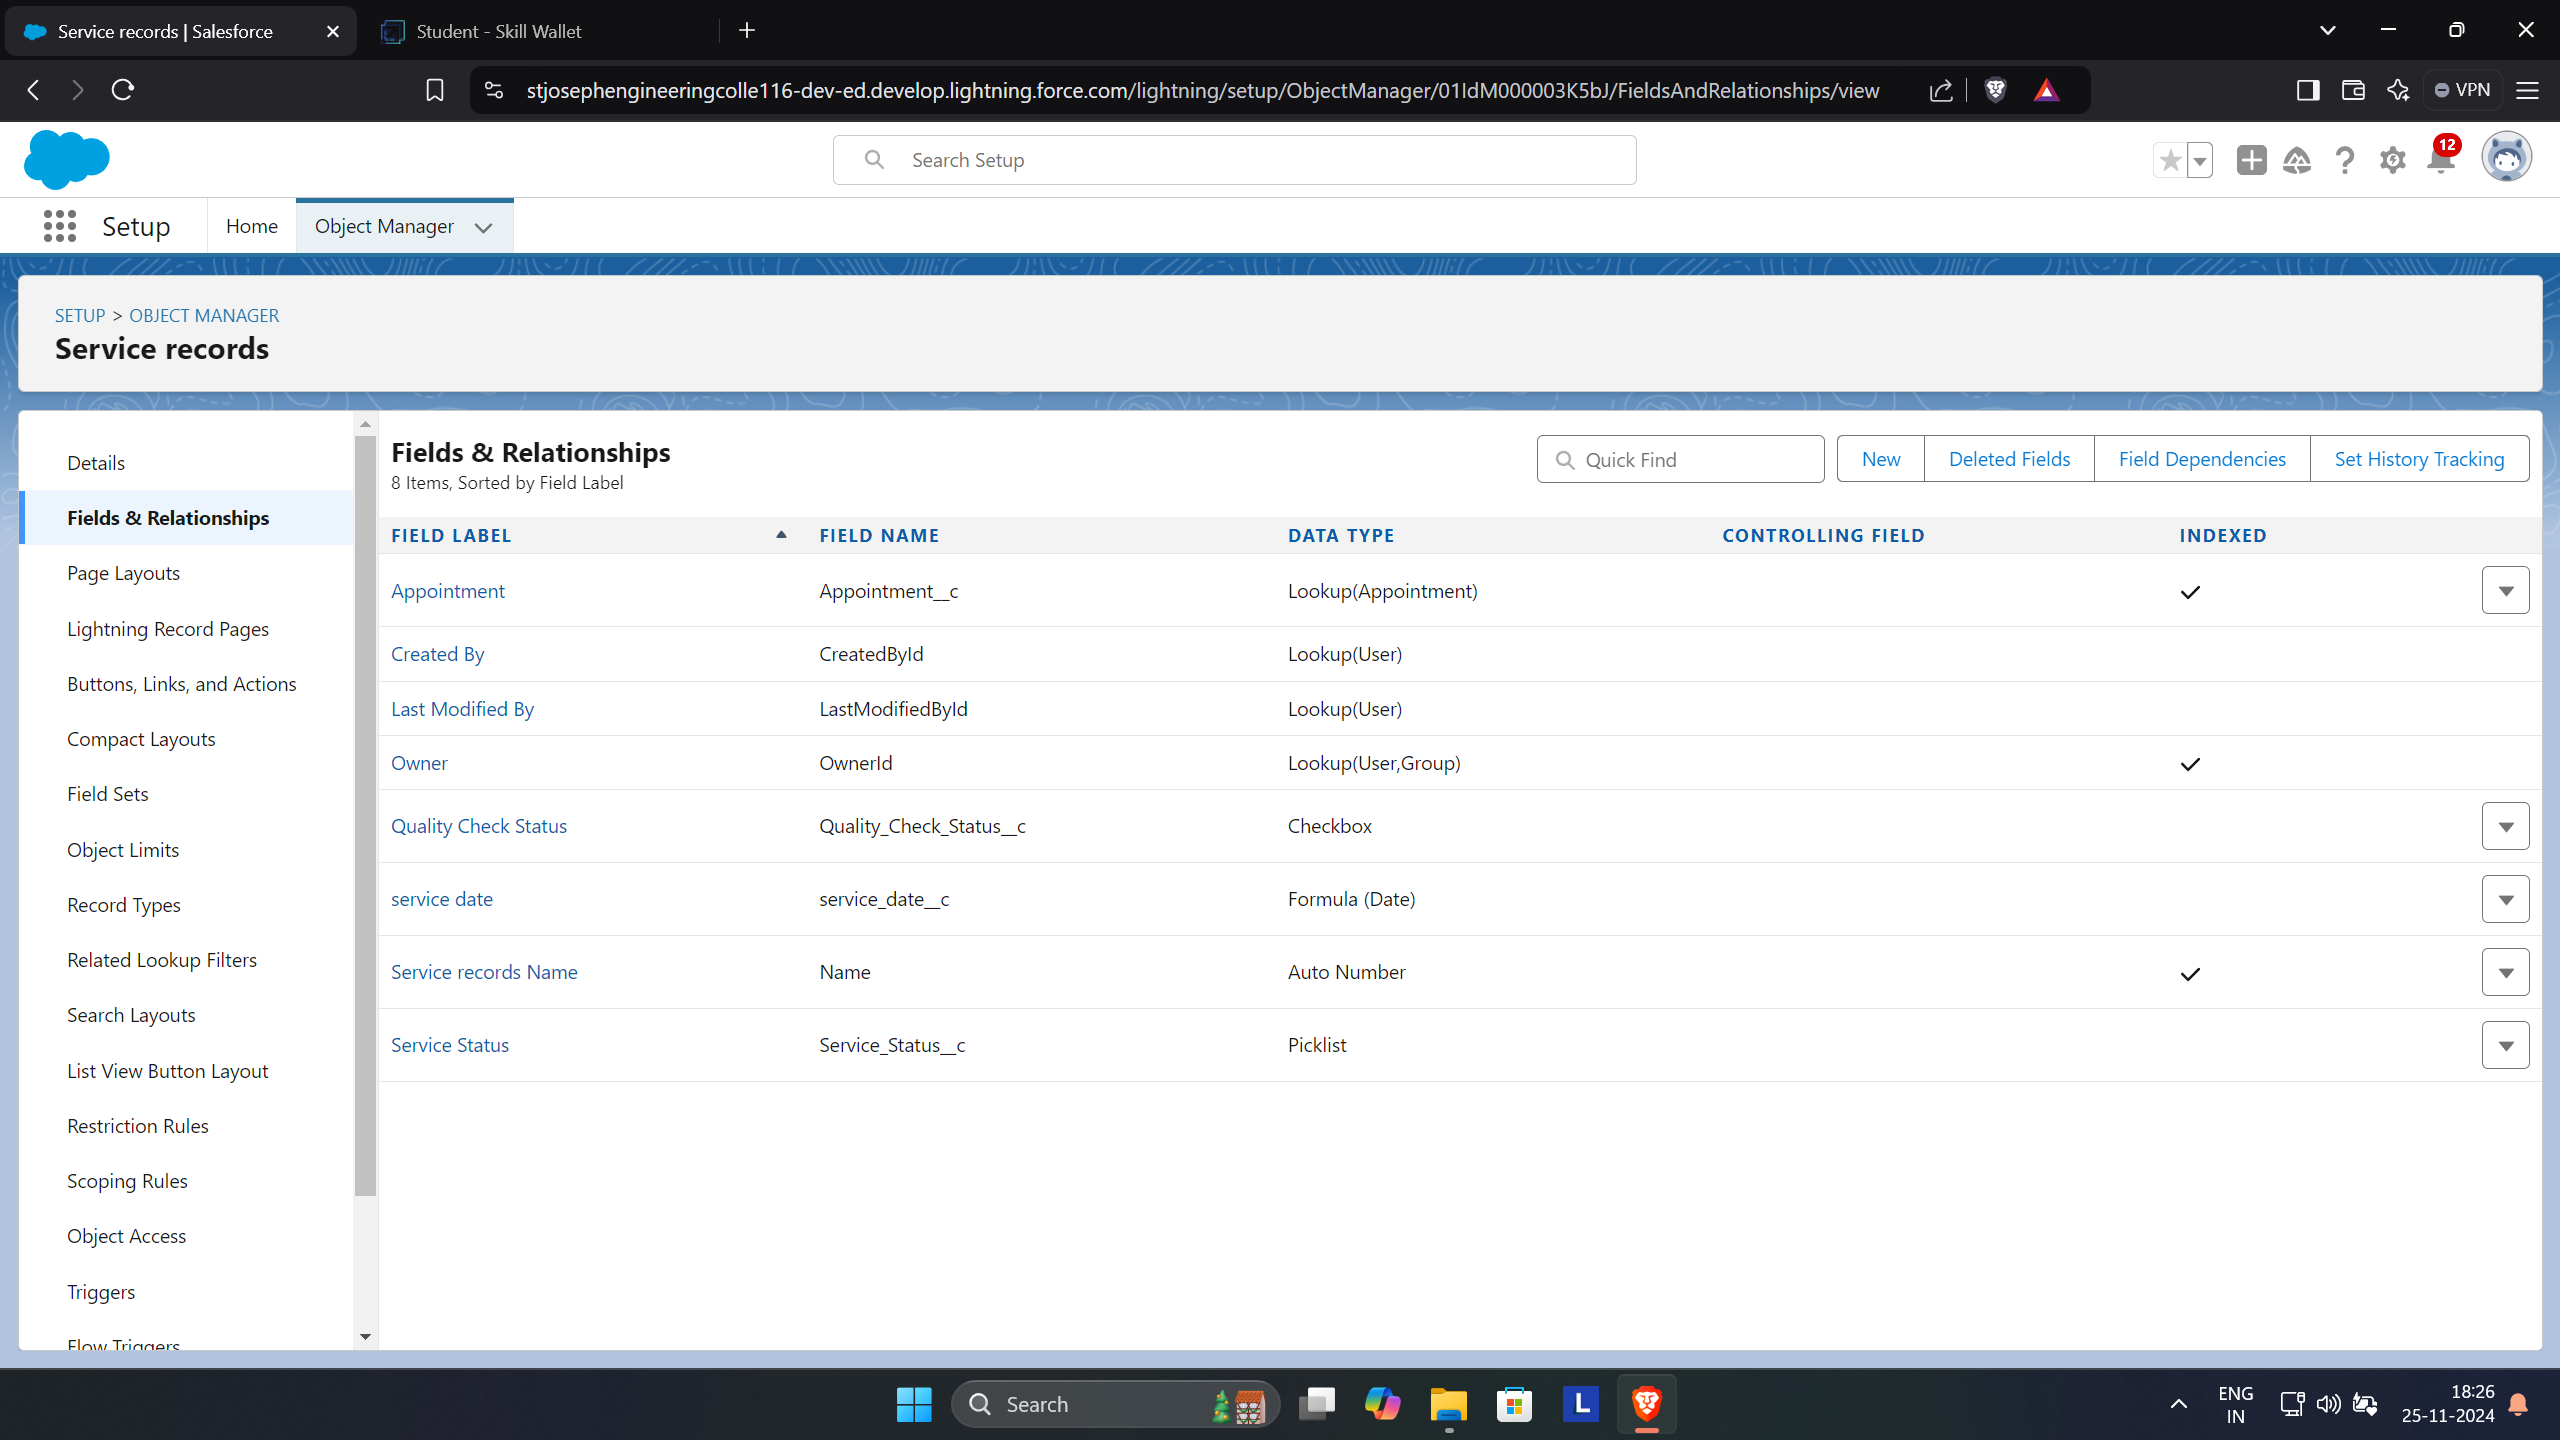 Service records | Salesforce
Student - Skill Wallet
stjosephengineeringcolle116-dev-ed.develop.lightning.force.com/lightning/setup/ObjectManager/01IdM000003K5bJ/FieldsAndRelationships/view
VPN
Search Setup
12
Setup
Home
Object Manager
SETUP > OBJECT MANAGER
Service records
Details
Fields & Relationships
Page Layouts
Lightning Record Pages
Buttons, Links, and Actions
Compact Layouts
Field Sets
Object Limits
Record Types
Related Lookup Filters
Search Layouts
List View Button Layout
Restriction Rules
Scoping Rules
Object Access
Triggers
Flow Triggers
Fields & Relationships
8 Items, Sorted by Field Label
Quick Find
New
Deleted Fields
Field Dependencies
Set History Tracking
FIELD LABEL FIELD NAME DATA TYPE CONTROLLING FIELD INDEXED
Appointment Appointment__c Lookup(Appointment)
Created By CreatedById Lookup(User)
Last Modified By LastModifiedById Lookup(User)
Owner OwnerId Lookup(User,Group)
Quality Check Status Quality_Check_Status__c Checkbox
service date service_date__c Formula (Date)
Service records Name Name Auto Number
Service Status Service_Status__c Picklist
Search
L
ENG
IN
18:26
25-11-2024